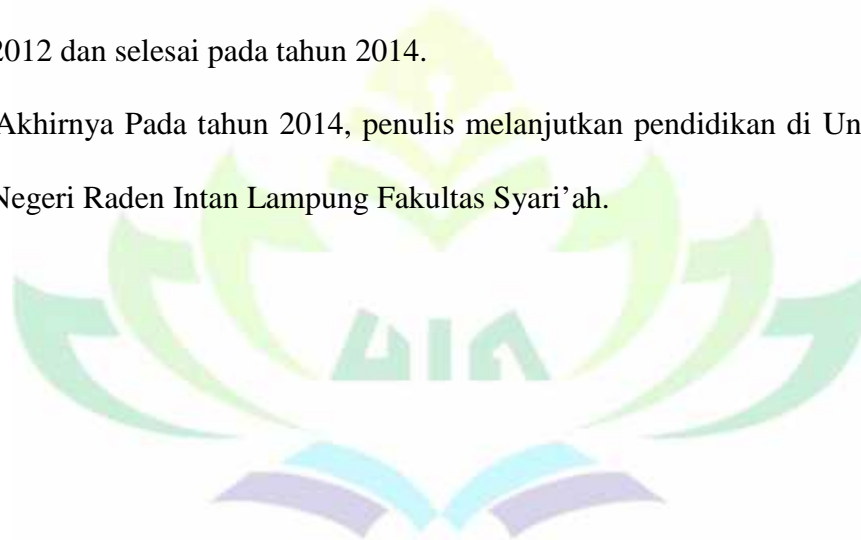 2012 dan selesai pada tahun 2014.
Akhirnya Pada tahun 2014, penulis melanjutkan pendidikan di Un
Negeri Raden Intan Lampung Fakultas Syari’ah.
UIN